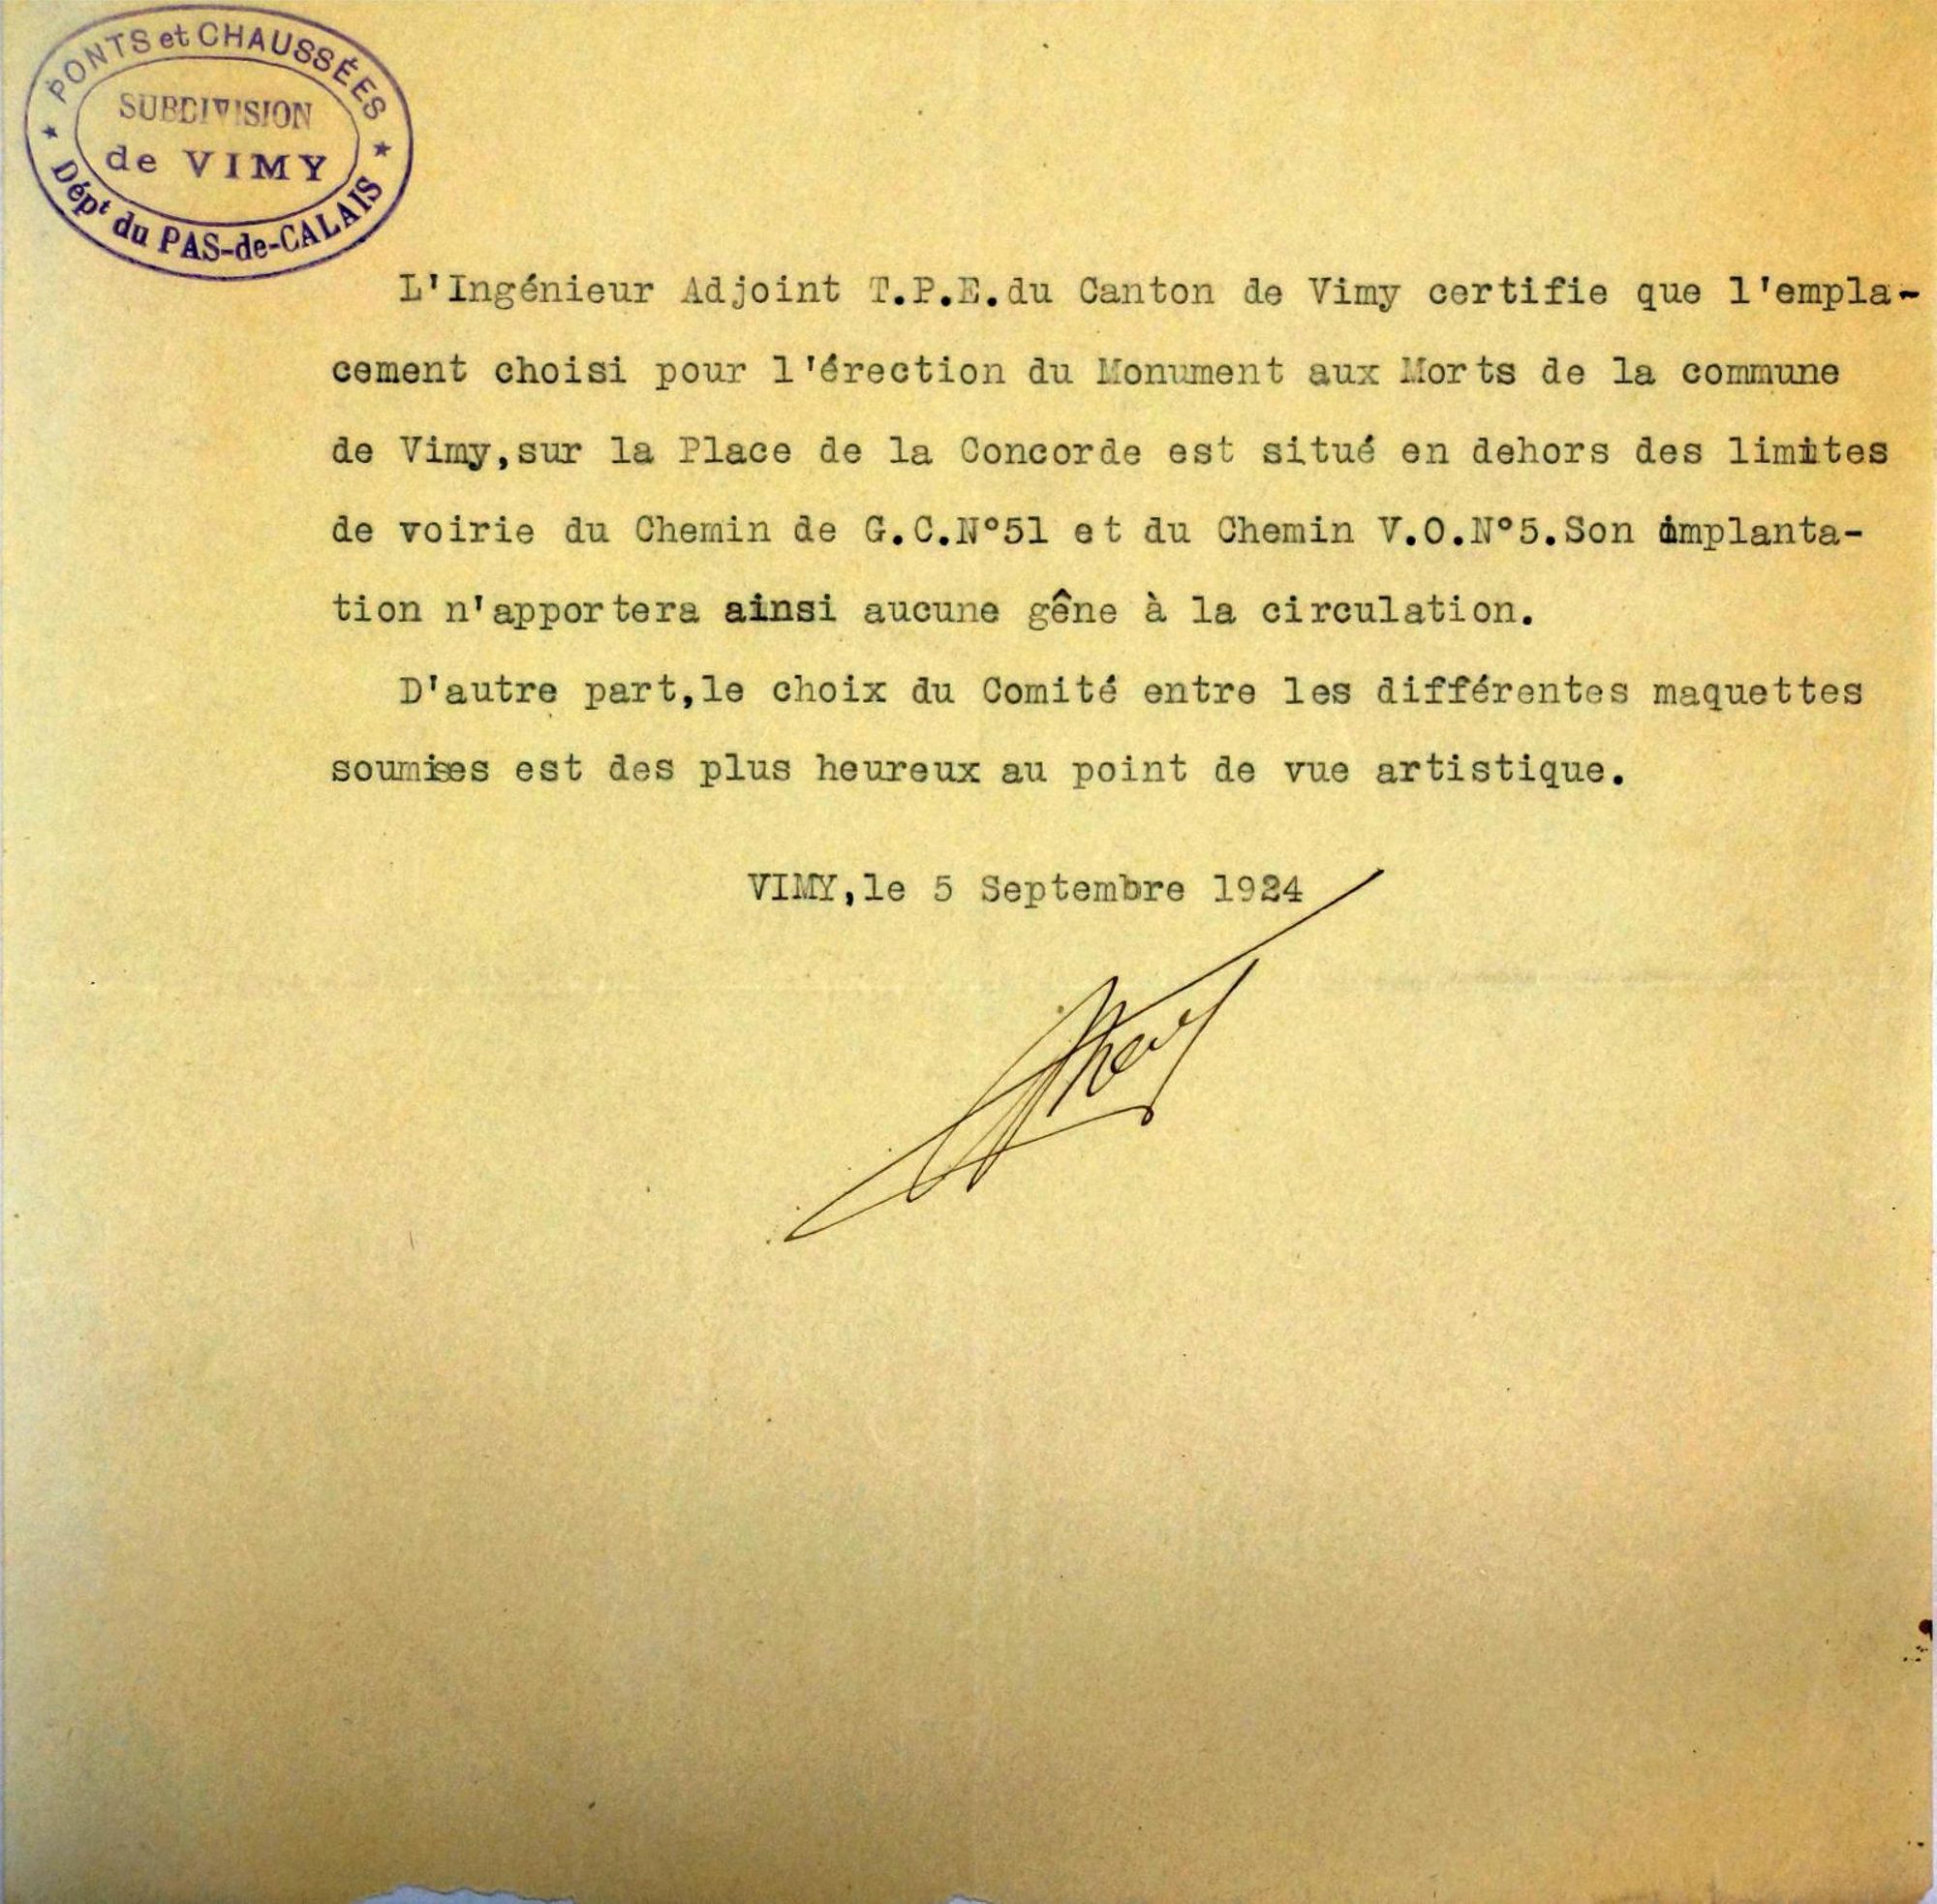 PONTS et CHAUSSÉES
SUBDIVISION
de VIMY
Dépt du PAS-de-CALAIS
L'Ingénieur Adjoint T.P.E.du Canton de Vimy certifie que l'empla-
cement choisi pour l'érection du Monument aux Morts de la commune
de Vimy,sur la Place de la Concorde est situé en dehors des limites
de voirie du Chemin de G.C.N°51 et du Chemin V.O.N°5.Son implanta-
tion n'apportera ainsi aucune gêne à la circulation.
D'autre part,le choix du Comité entre les différentes maquettes
soumises est des plus heureux au point de vue artistique.
VIMY,le 5 Septembre 1924